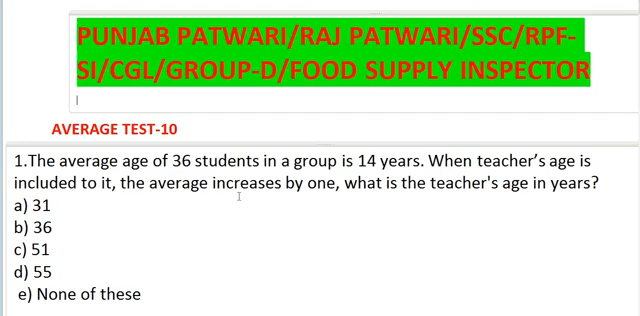 PUNJAB PATWARI/RAJ PATWARI/SSC/RPF-
SI/CGL/GROUP-D/FOOD SUPPLY INSPECTOR
AVERAGE TEST-10
1.The average age of 36 students in a group is 14 years. When teacher’s age is
included to it, the average increases by one, what is the teacher's age in years?
a) 31
b) 36
c) 51
d) 55
e) None of these